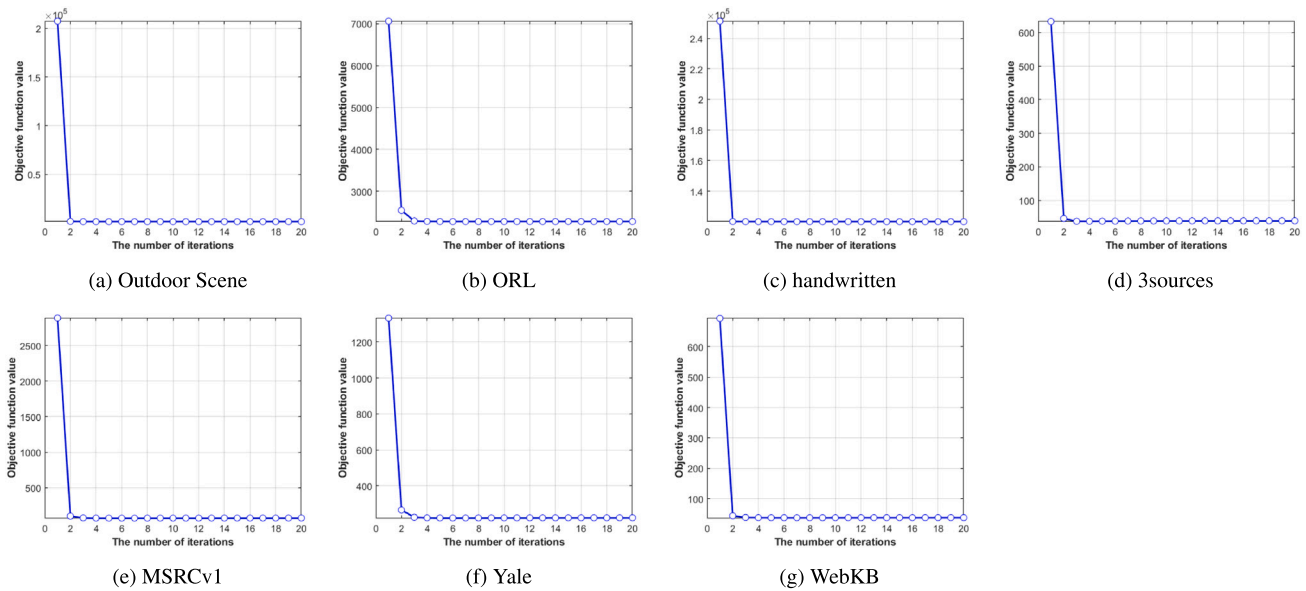 ×10^5
2
1.5
1
0.5
Objective function value
0 2 4 6 8 10 12 14 16 18 20
The number of iterations
(a) Outdoor Scene
7000
6000
5000
4000
3000
Objective function value
0 2 4 6 8 10 12 14 16 18 20
The number of iterations
(b) ORL
×10^5
2.4
2.2
2
1.8
1.6
1.4
Objective function value
0 2 4 6 8 10 12 14 16 18 20
The number of iterations
(c) handwritten
600
500
400
300
200
100
Objective function value
0 2 4 6 8 10 12 14 16 18 20
The number of iterations
(d) 3sources
2500
2000
1500
1000
500
Objective function value
0 2 4 6 8 10 12 14 16 18 20
The number of iterations
(e) MSRCv1
1200
1000
800
600
400
Objective function value
0 2 4 6 8 10 12 14 16 18 20
The number of iterations
(f) Yale
600
500
400
300
200
100
Objective function value
0 2 4 6 8 10 12 14 16 18 20
The number of iterations
(g) WebKB